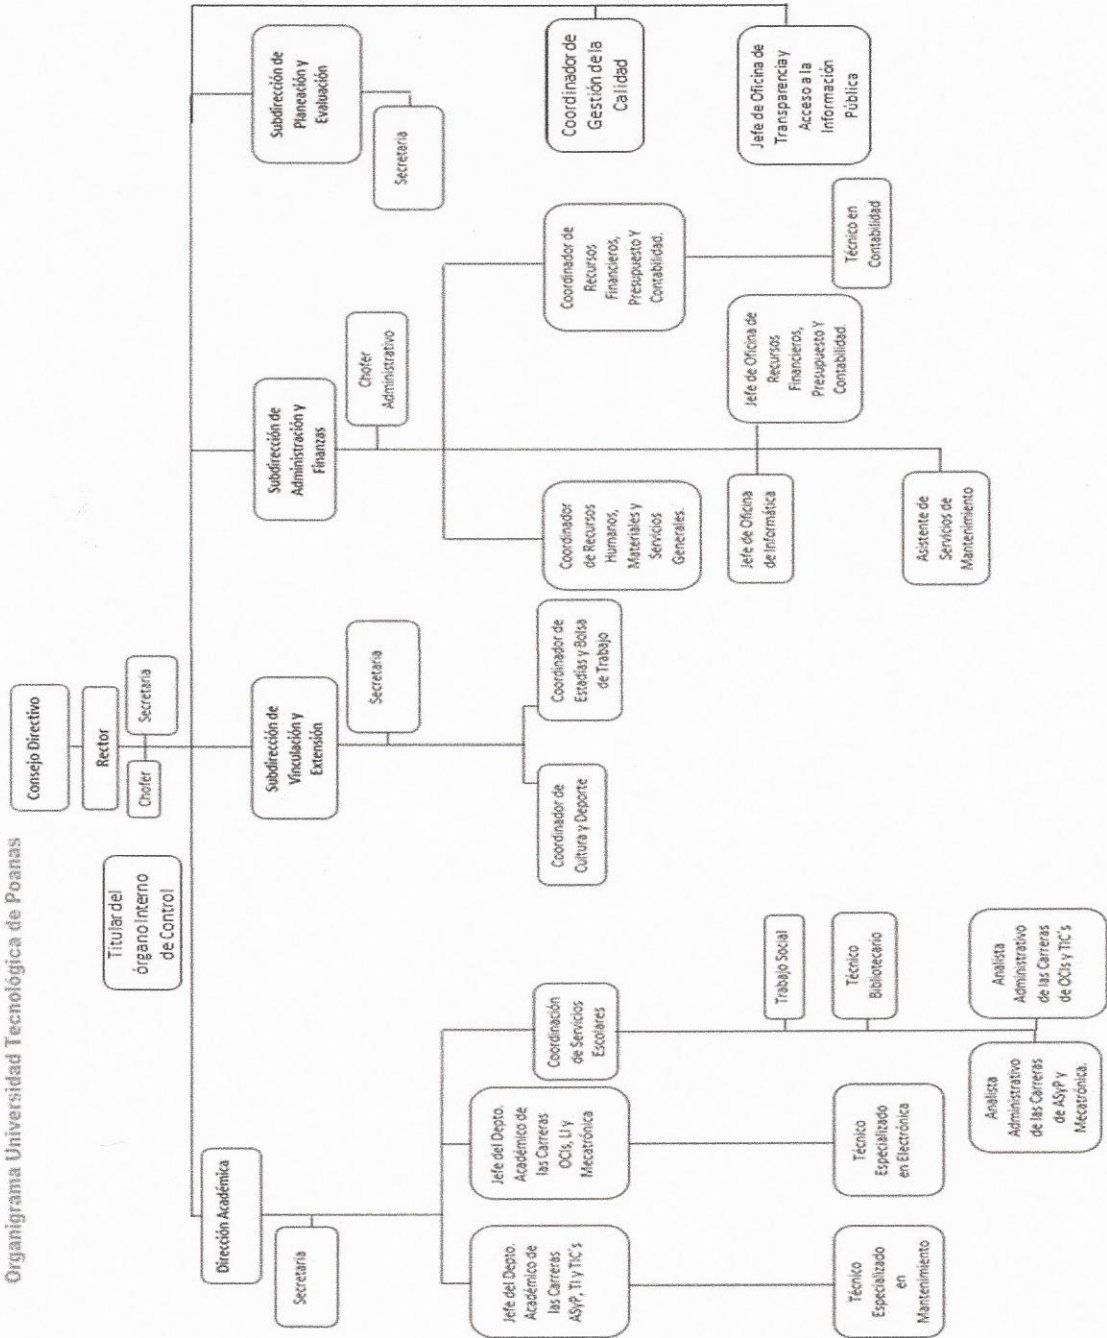 Organigrama Universidad Tecnológica de Poanas
Consejo Directivo
Rector
Chofer
Secretaria
Titular del
órgano Interno
de Control
Dirección Académica
Secretaria
Jefe del Depto.
Académico de
las Carreras
ASyP, TI y TIC's
Técnico
Especializado
en
Mantenimiento
Jefe del Depto.
Académico de
las Carreras
OCIs, LI y
Mecatrónica
Técnico
Especializado
en Electrónica
Coordinación
de Servicios
Escolares
Trabajo Social
Técnico
Bibliotecario
Analista
Administrativo
de las Carreras
de ASyP y
Mecatrónica.
Analista
Administrativo
de las Carreras
de OCIs y TIC's
Subdirección de
Vinculación y
Extensión
Secretaria
Coordinador de
Cultura y Deporte
Coordinador de
Estadías y Bolsa
de Trabajo
Subdirección de
Administración y
Finanzas
Chofer
Administrativo
Coordinador
de Recursos
Humanos,
Materiales y
Servicios
Generales.
Coordinador de
Recursos
Financieros,
Presupuesto Y
Contabilidad.
Técnico en
Contabilidad
Jefe de Oficina
de Informática
Jefe de Oficina de
Recursos
Financieros,
Presupuesto Y
Contabilidad.
Asistente de
Servicios de
Mantenimiento
Subdirección de
Planeación y
Evaluación
Secretaria
Coordinador de
Gestión de la
Calidad
Jefe de Oficina de
Transparencia y
Acceso a la
Información
Pública